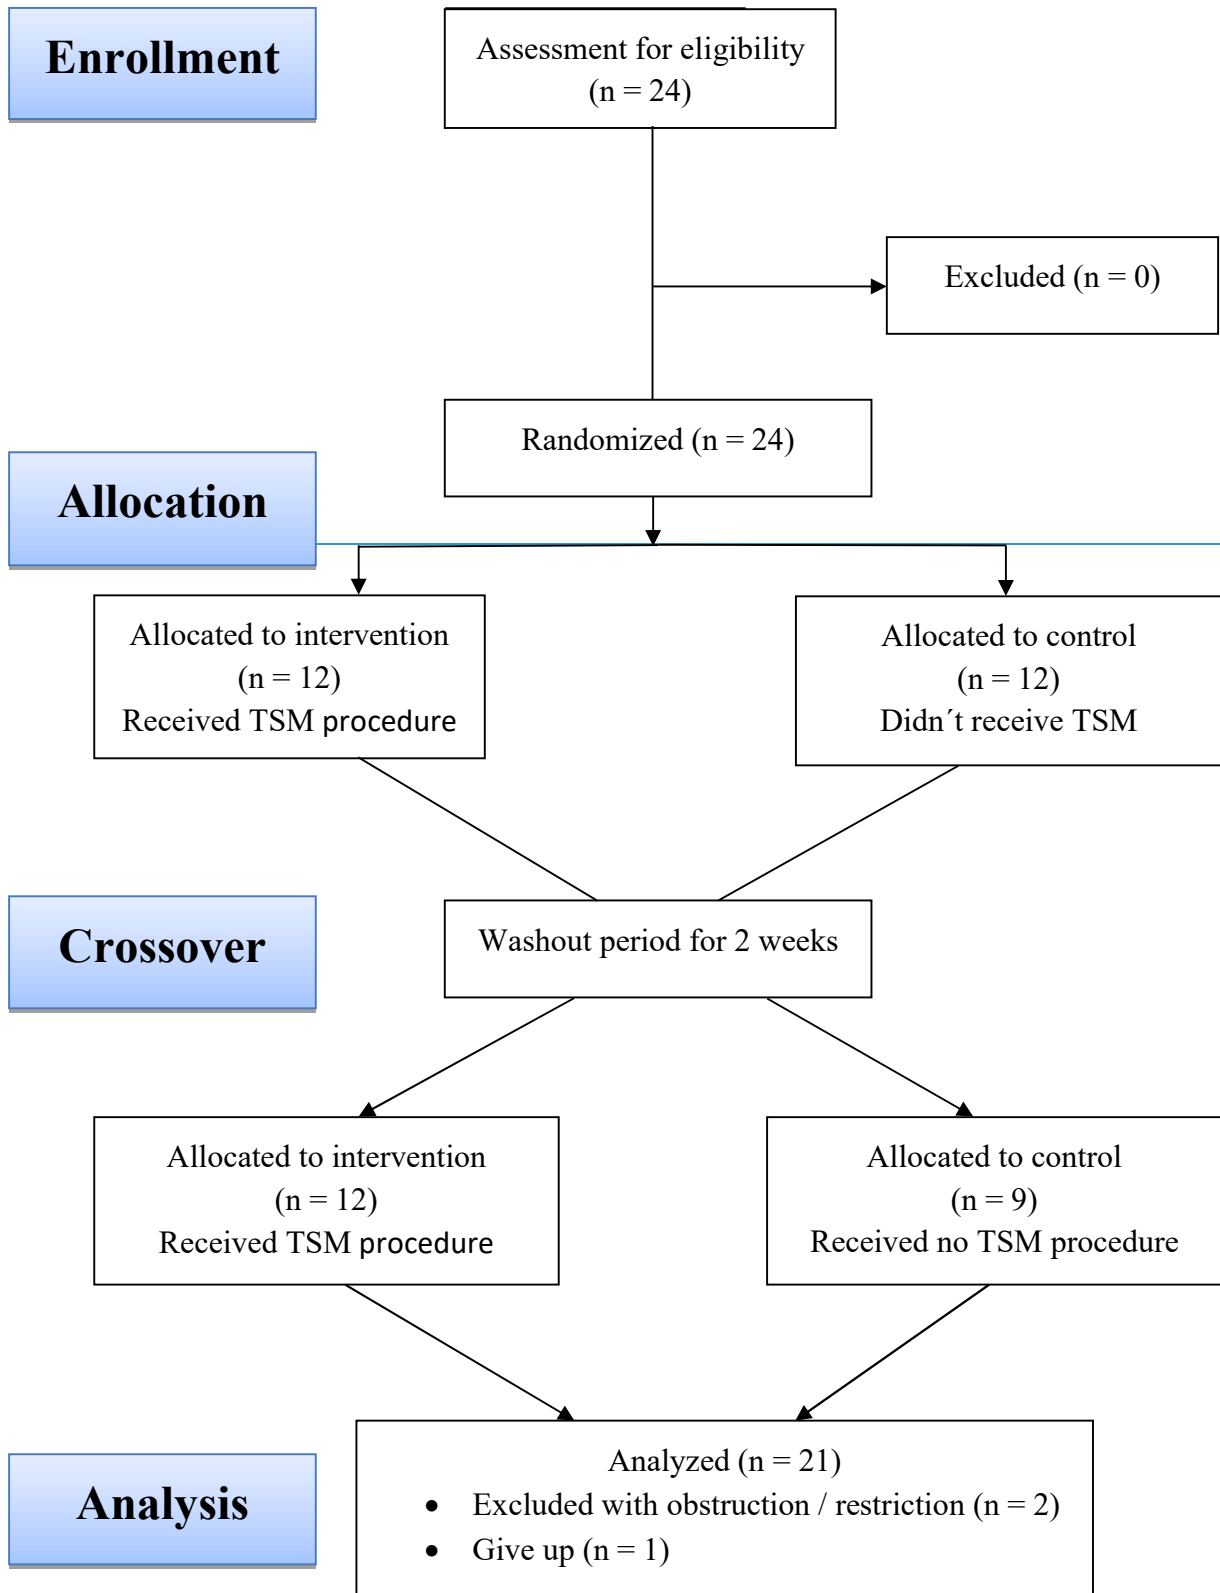 Enrollment
Assessment for eligibility
(n = 24)
Excluded (n = 0)
Randomized (n = 24)
Allocation
Allocated to intervention
(n = 12)
Received TSM procedure
Allocated to control
(n = 12)
Didn´t receive TSM
Crossover
Washout period for 2 weeks
Allocated to intervention
(n = 12)
Received TSM procedure
Allocated to control
(n = 9)
Received no TSM procedure
Analysis
Analyzed (n = 21)
• Excluded with obstruction / restriction (n = 2)
• Give up (n = 1)